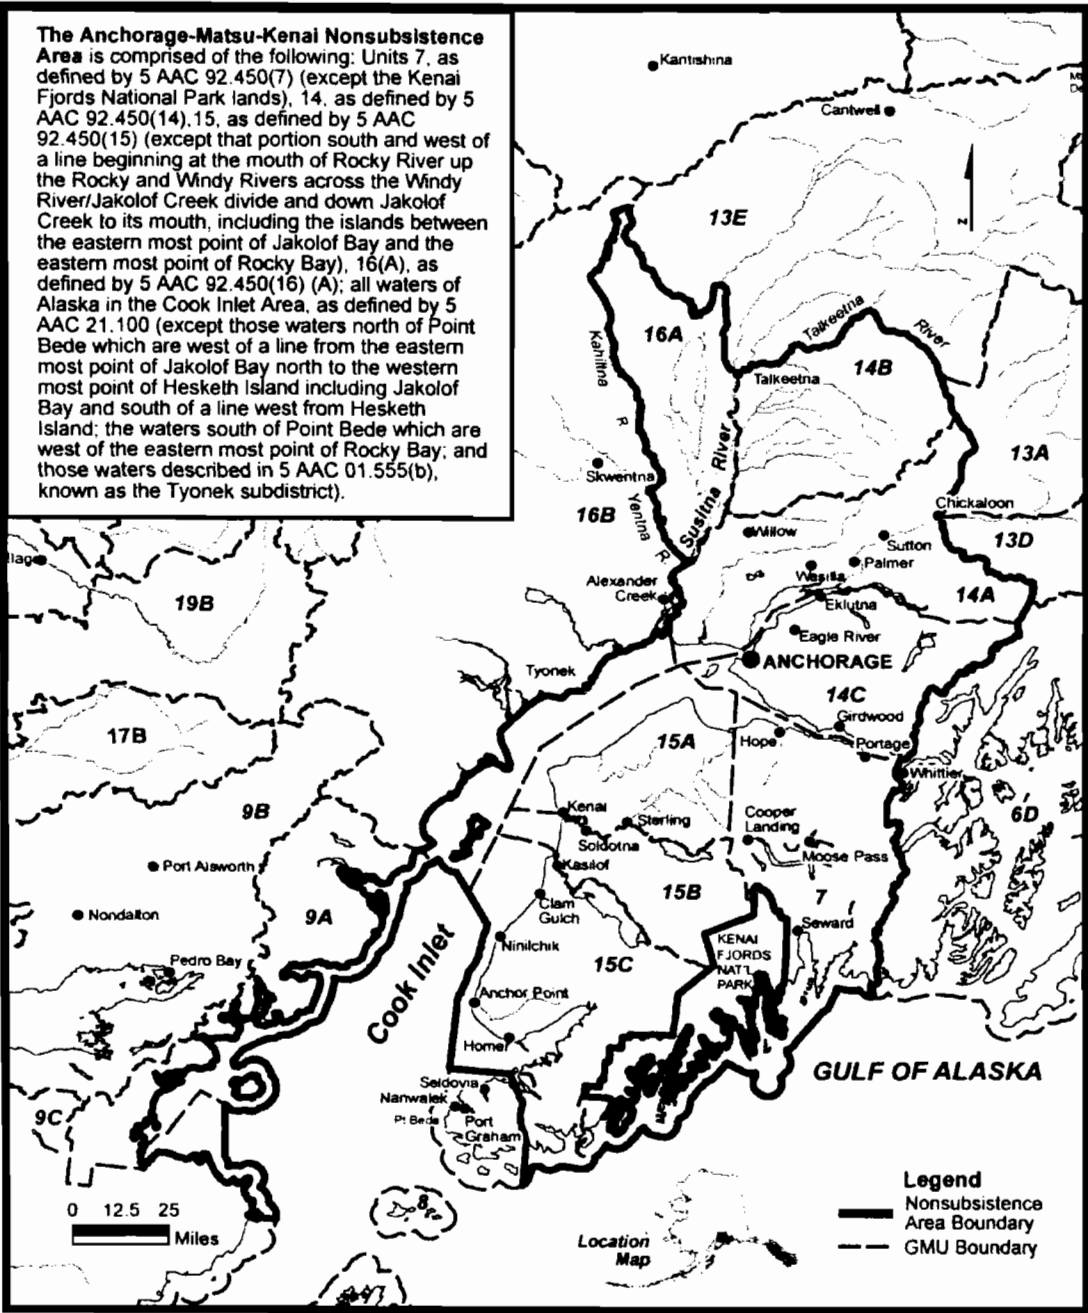 The Anchorage-Matsu-Kenai Nonsubsistence
Area is comprised of the following: Units 7, as
defined by 5 AAC 92.450(7) (except the Kenai
Fjords National Park lands), 14, as defined by 5
AAC 92.450(14),15, as defined by 5 AAC
92.450(15) (except that portion south and west of
a line beginning at the mouth of Rocky River up
the Rocky and Windy Rivers across the Windy
River/Jakolof Creek divide and down Jakolof
Creek to its mouth, including the islands between
the eastern most point of Jakolof Bay and the
eastern most point of Rocky Bay), 16(A), as
defined by 5 AAC 92.450(16) (A); all waters of
Alaska in the Cook Inlet Area, as defined by 5
AAC 21.100 (except those waters north of Point
Bede which are west of a line from the eastern
most point of Jakolof Bay north to the western
most point of Hesketh Island including Jakolof
Bay and south of a line west from Hesketh
Island; the waters south of Point Bede which are
west of the eastern most point of Rocky Bay; and
those waters described in 5 AAC 01.555(b),
known as the Tyonek subdistrict).
Kantishna
Cantwell
13E
N
16A
Talkeetna
River
Kahiltna
R
Talkeetna
14B
13A
Skwentna
Yentna
R
16B
Susitna River
Chickaloon
Willow
Sutton
13D
Palmer
Wasilla
Alexander
Creek
Eklutna
14A
19B
Eagle River
ANCHORAGE
Tyonek
14C
Girdwood
17B
15A
Hope
Portage
Whittier
9B
Kenai
Sterling
Soldotna
Cooper
Landing
6D
Port Alsworth
Kasilof
Moose Pass
15B
7
Nondalton
9A
Clam
Gulch
Seward
Ninilchik
KENAI
FJORDS
NAT'L
PARK
Pedro Bay
15C
Cook Inlet
Anchor Point
Homer
GULF OF ALASKA
Seldovia
Nanwalek
Pt Bede
Port
Graham
9C
8
0 12.5 25
Miles
Location
Map
Legend
Nonsubsistence
Area Boundary
GMU Boundary